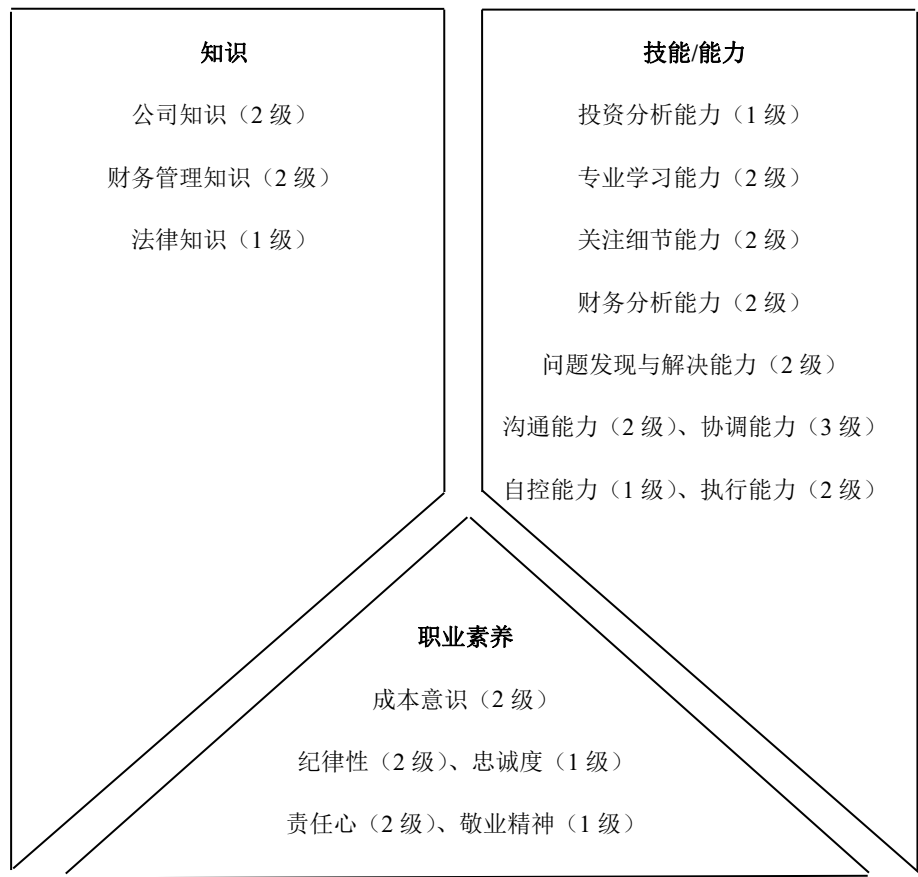 知识
公司知识（2 级）
财务管理知识（2 级）
法律知识（1 级）
技能/能力
投资分析能力（1 级）
专业学习能力（2 级）
关注细节能力（2 级）
财务分析能力（2 级）
问题发现与解决能力（2 级）
沟通能力（2 级）、协调能力（3 级）
自控能力（1 级）、执行能力（2 级）
职业素养
成本意识（2 级）
纪律性（2 级）、忠诚度（1 级）
责任心（2 级）、敬业精神（1 级）